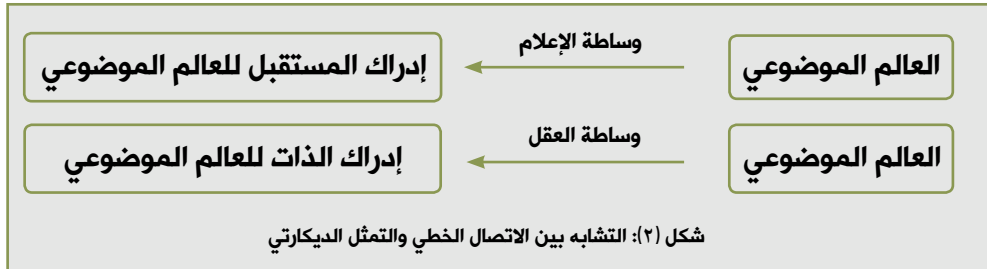 وساطة الإعلام
العالم الموضوعي
إدراك المستقبل للعالم الموضوعي
وساطة العقل
العالم الموضوعي
إدراك الذات للعالم الموضوعي
شكل (٢): التشابه بين الاتصال الخطي والتمثل الديكارتي